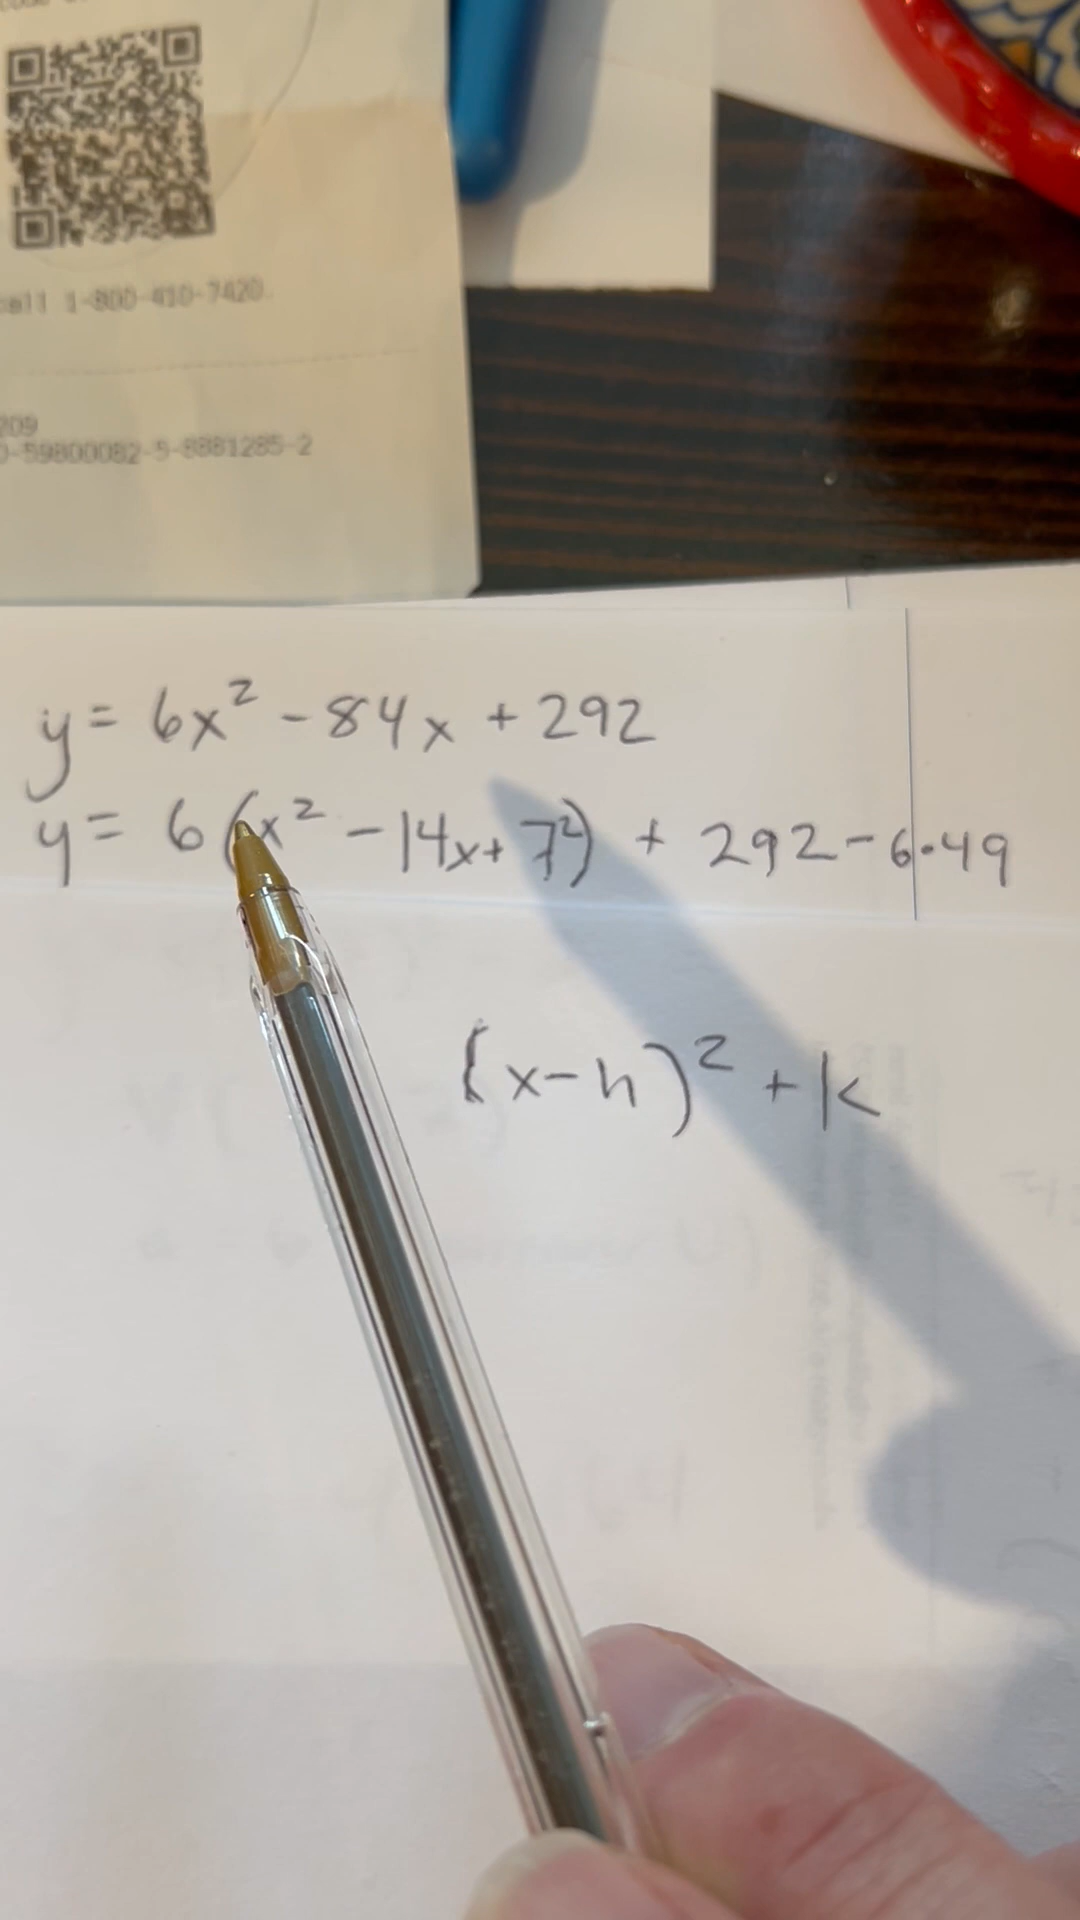 call 1-800-410-7420.
209
0-59800082-5-8881285-2
y = 6x² - 84x + 292
y = 6(x² - 14x + 7²) + 292 - 6·49
(x-h)² + k